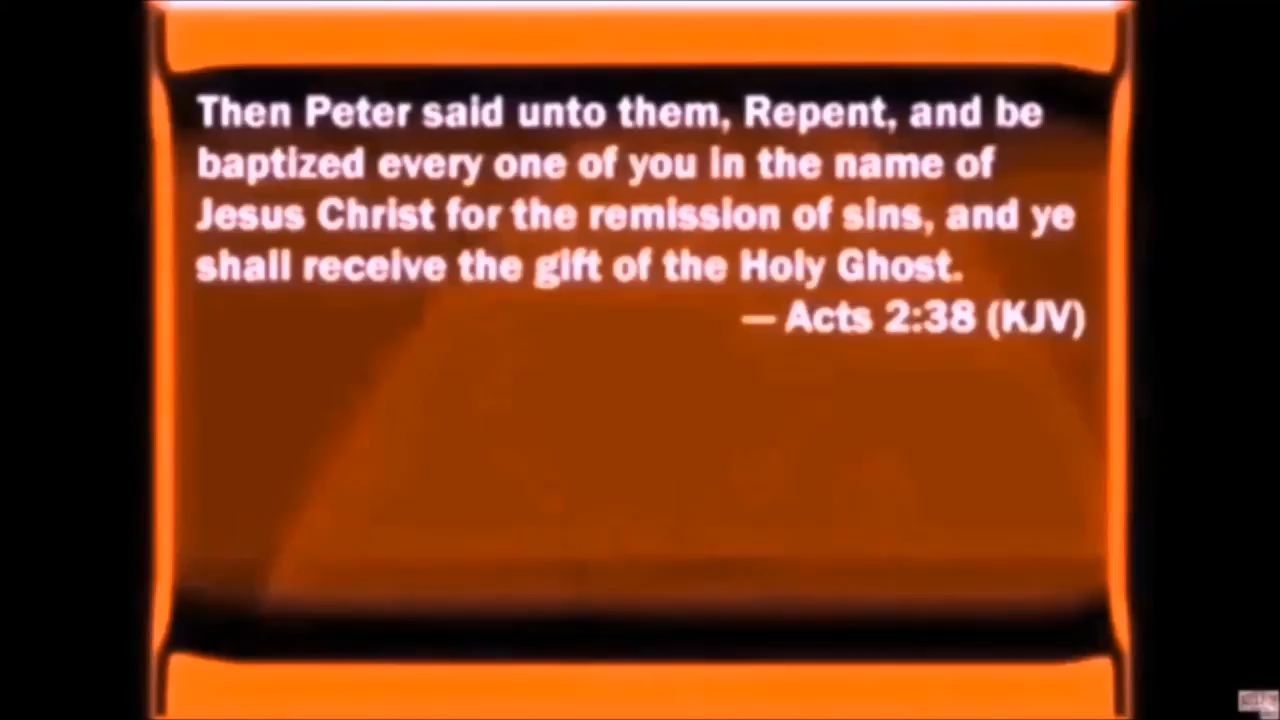 Then Peter said unto them, Repent, and be
baptized every one of you in the name of
Jesus Christ for the remission of sins, and ye
shall receive the gift of the Holy Ghost.
— Acts 2:38 (KJV)